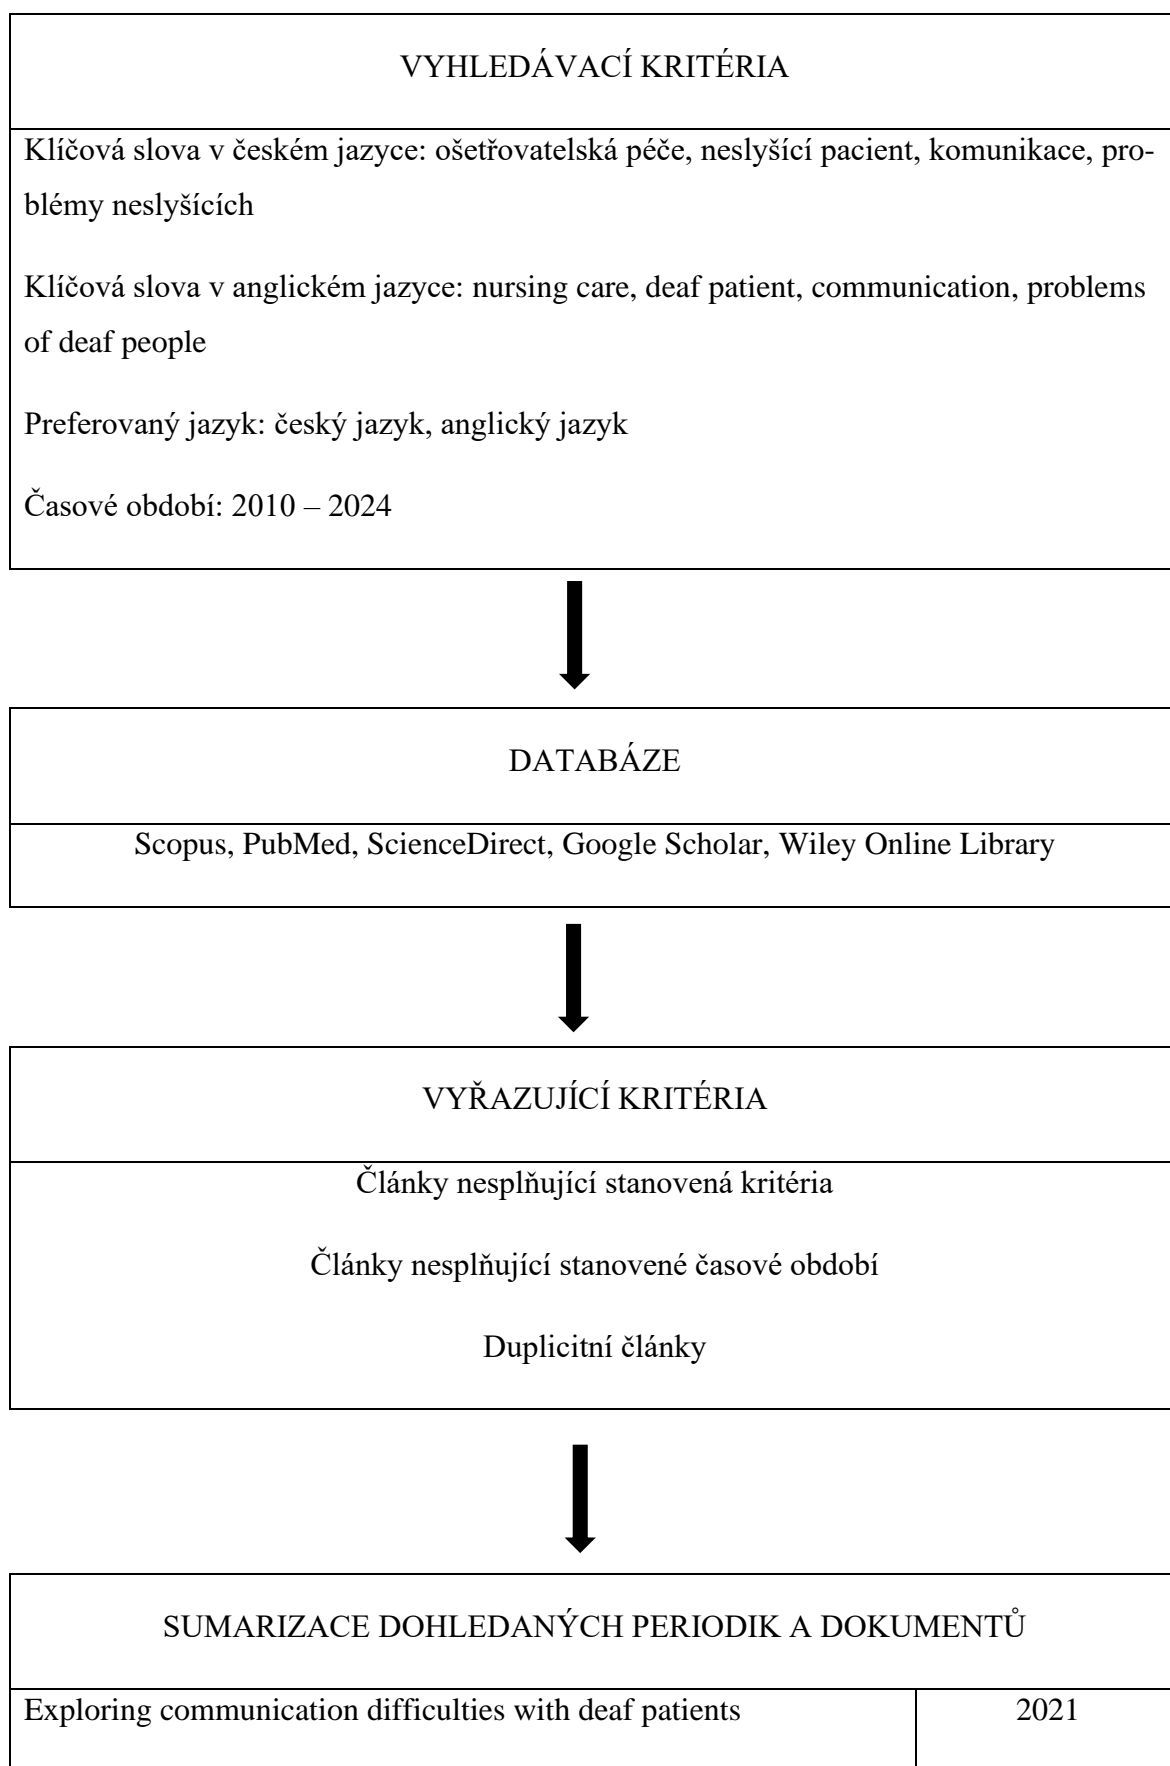 VYHLEDÁVACÍ KRITÉRIA
Klíčová slova v českém jazyce: ošetřovatelská péče, neslyšící pacient, komunikace, pro-
blémy neslyšících
Klíčová slova v anglickém jazyce: nursing care, deaf patient, communication, problems
of deaf people
Preferovaný jazyk: český jazyk, anglický jazyk
Časové období: 2010 – 2024
DATABÁZE
Scopus, PubMed, ScienceDirect, Google Scholar, Wiley Online Library
VYŘAZUJÍCÍ KRITÉRIA
Články nesplňující stanovená kritéria
Články nesplňující stanovené časové období
Duplicitní články
SUMARIZACE DOHLEDANÝCH PERIODIK A DOKUMENTŮ
Exploring communication difficulties with deaf patients 2021